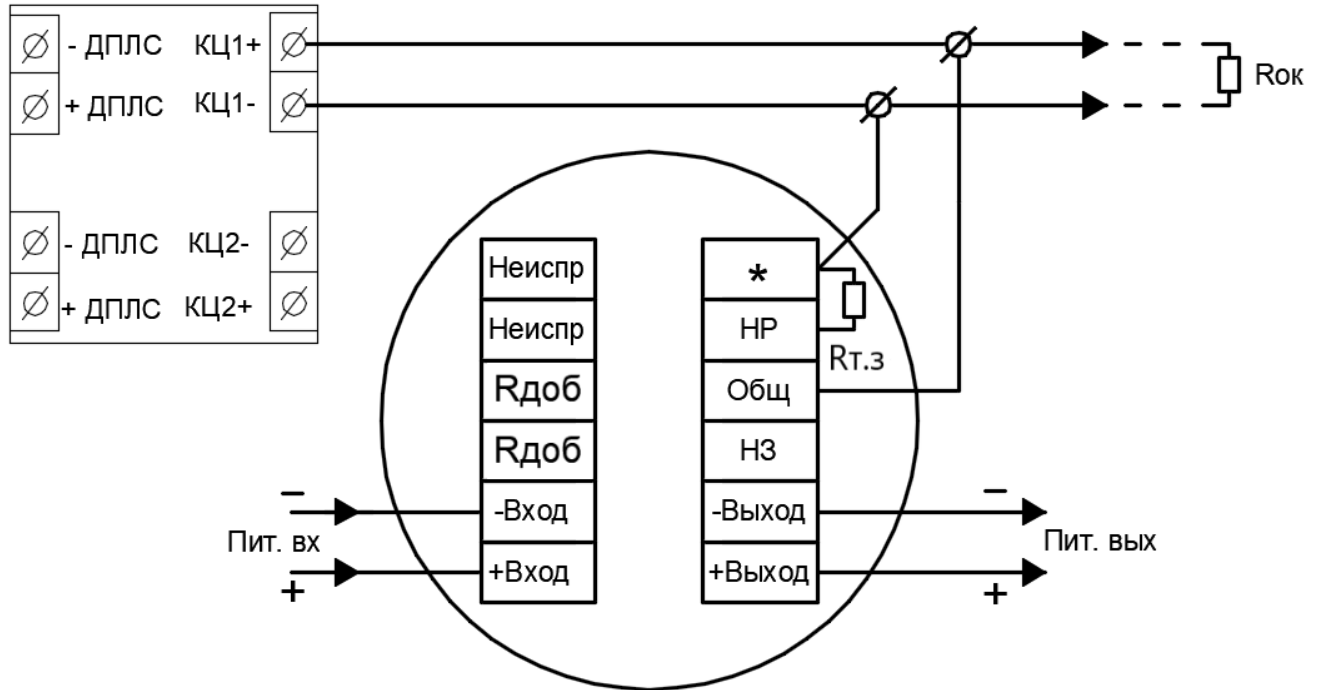 - ДПЛС КЦ1+
+ ДПЛС КЦ1-
Rок
- ДПЛС КЦ2-
+ ДПЛС КЦ2+
Неиспр
*
Неиспр
НР
Rт.з
Rдоб
Общ
Rдоб
НЗ
−
-Вход
-Выход
−
Пит. вх
Пит. вых
+
+Вход
+Выход
+